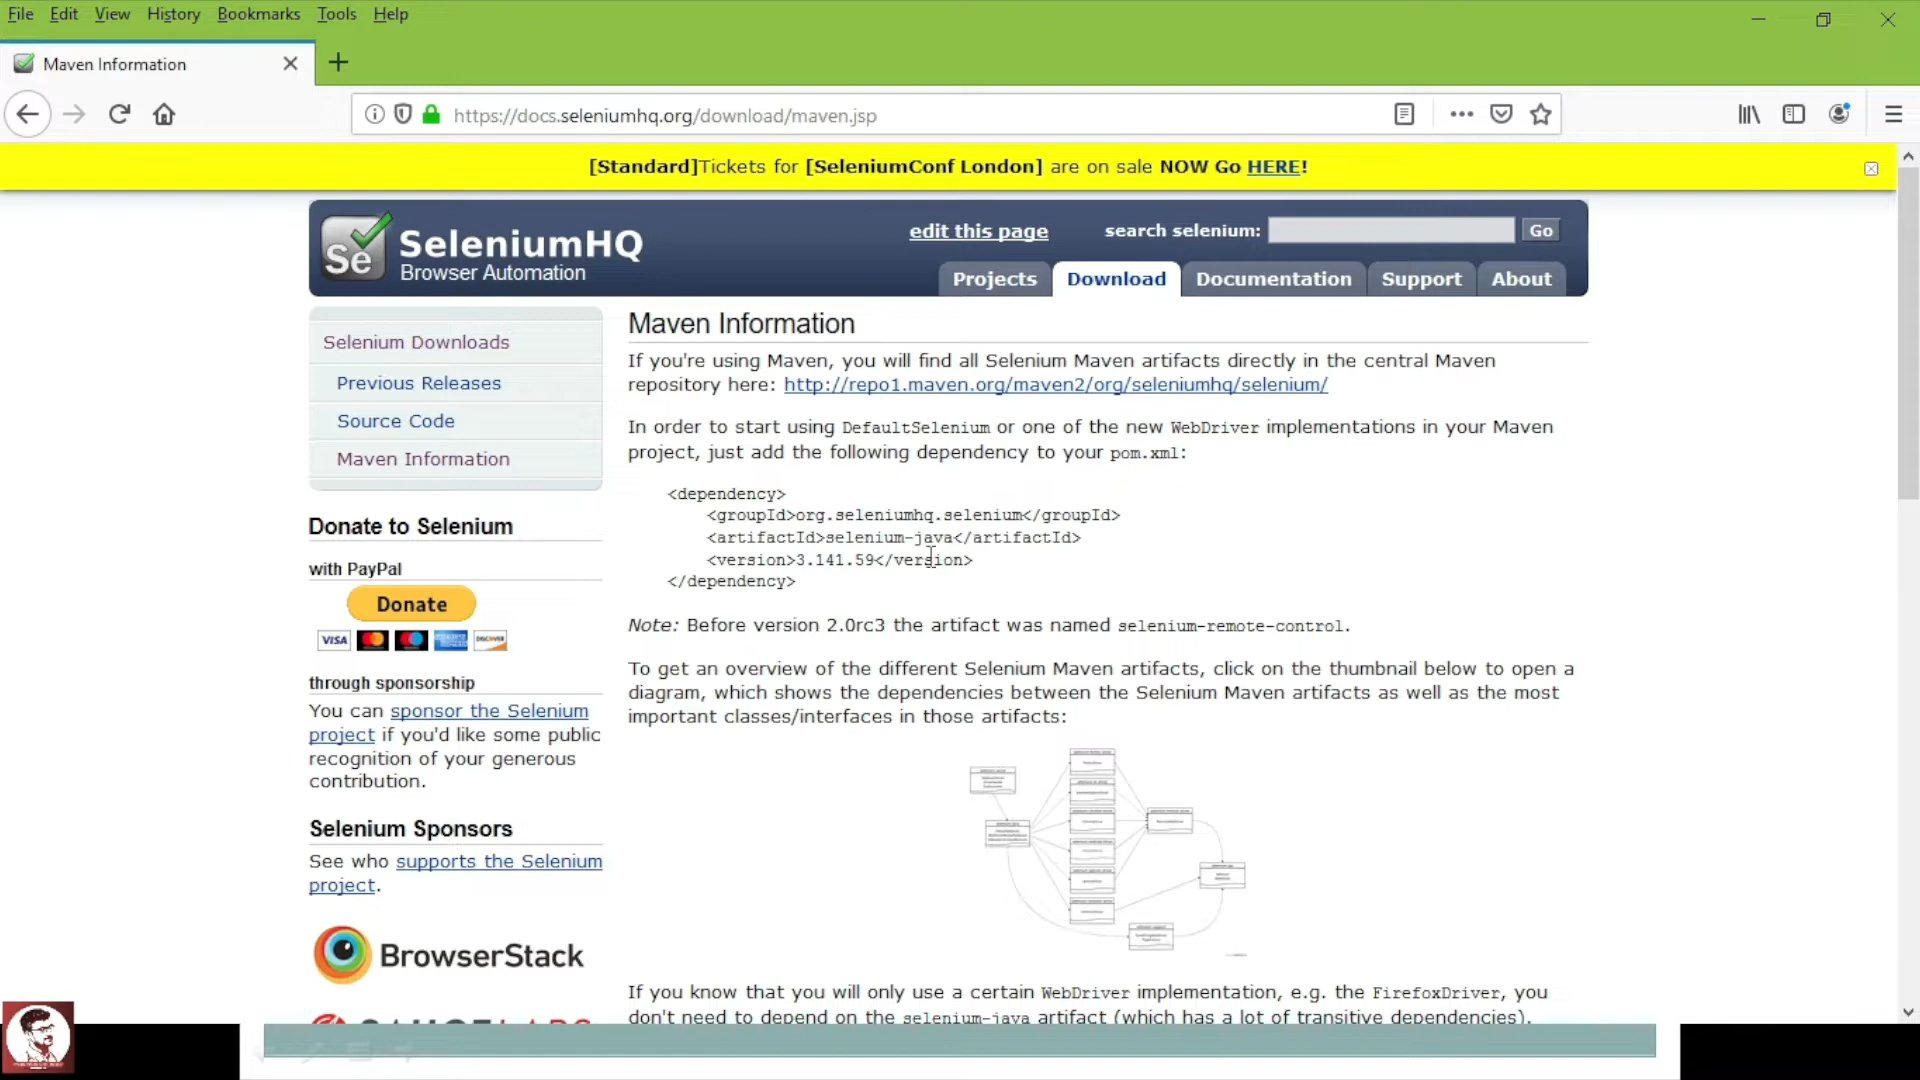 File Edit View History Bookmarks Tools Help
Maven Information
https://docs.seleniumhq.org/download/maven.jsp
[Standard]Tickets for [SeleniumConf London] are on sale NOW Go HERE!
Se SeleniumHQ
Browser Automation
edit this page search selenium: Go
Projects Download Documentation Support About
Selenium Downloads
Previous Releases
Source Code
Maven Information
Donate to Selenium
with PayPal
Donate
VISA
DISCOVER
through sponsorship
You can sponsor the Selenium
project if you'd like some public
recognition of your generous
contribution.
Selenium Sponsors
See who supports the Selenium
project.
BrowserStack
Maven Information
If you're using Maven, you will find all Selenium Maven artifacts directly in the central Maven
repository here: http://repo1.maven.org/maven2/org/seleniumhq/selenium/
In order to start using DefaultSelenium or one of the new WebDriver implementations in your Maven
project, just add the following dependency to your pom.xml:
<dependency>
<groupId>org.seleniumhq.selenium</groupId>
<artifactId>selenium-java</artifactId>
<version>3.141.59</version>
</dependency>
Note: Before version 2.0rc3 the artifact was named selenium-remote-control.
To get an overview of the different Selenium Maven artifacts, click on the thumbnail below to open a
diagram, which shows the dependencies between the Selenium Maven artifacts as well as the most
important classes/interfaces in those artifacts:
If you know that you will only use a certain WebDriver implementation, e.g. the FirefoxDriver, you
don't need to depend on the selenium-java artifact (which has a lot of transitive dependencies).